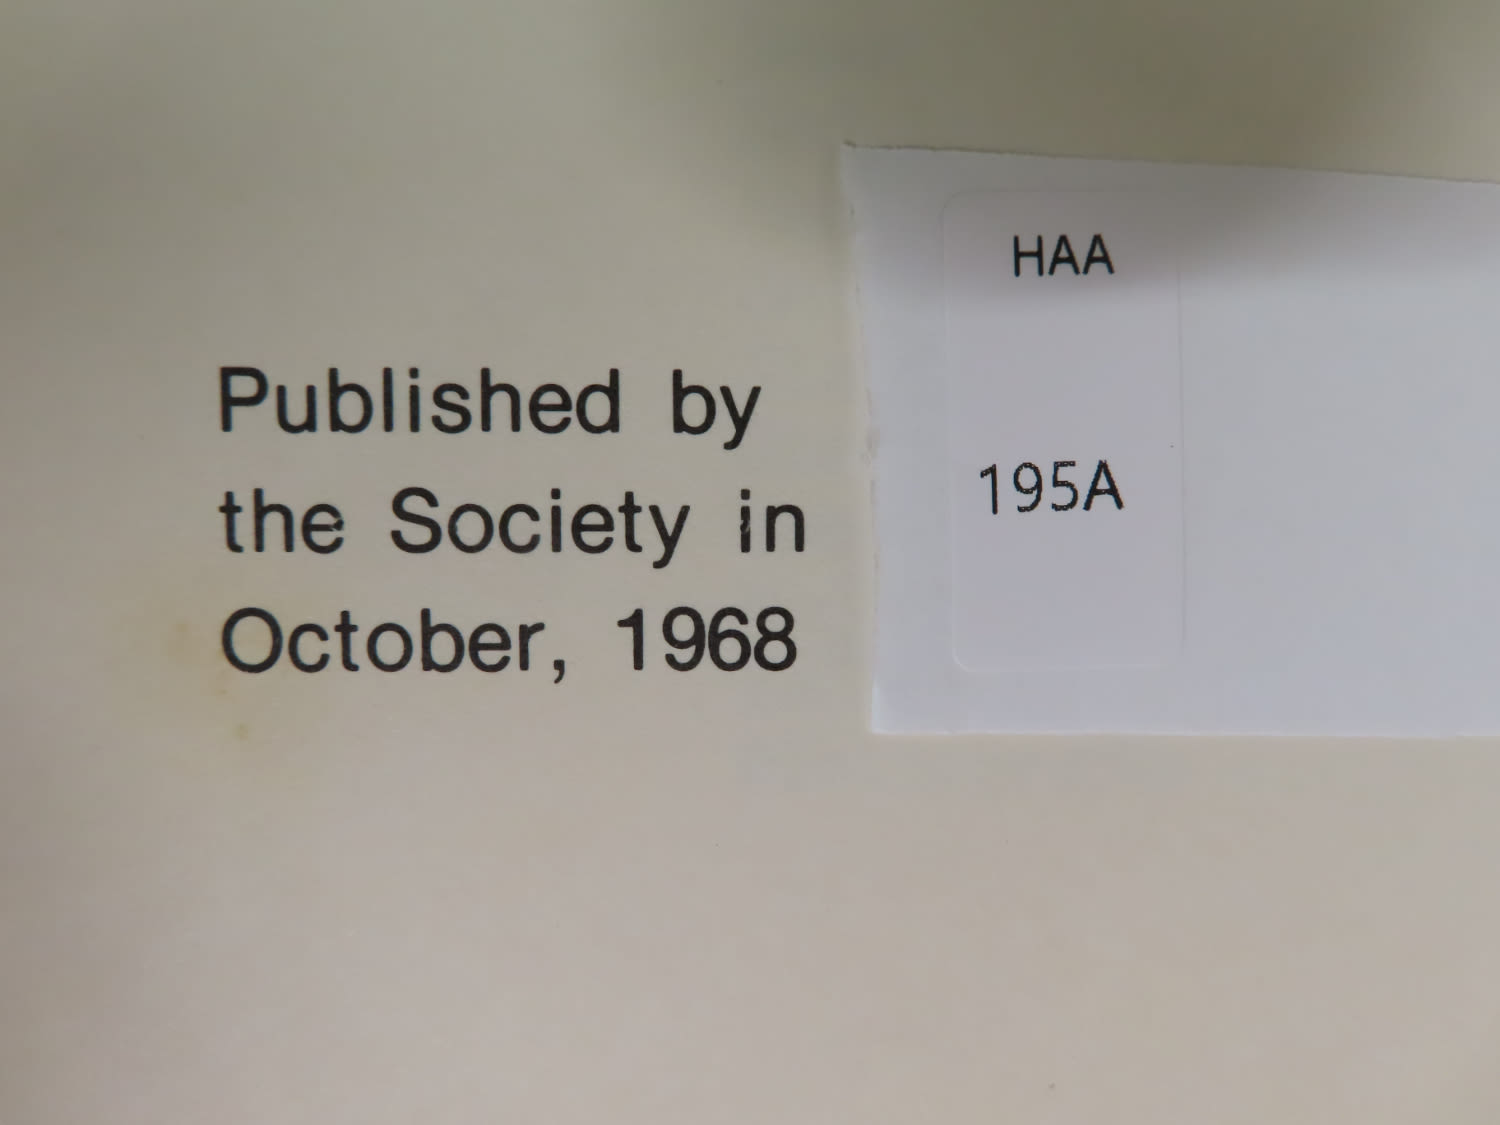 Published by
the Society in
October, 1968
HAA
195A